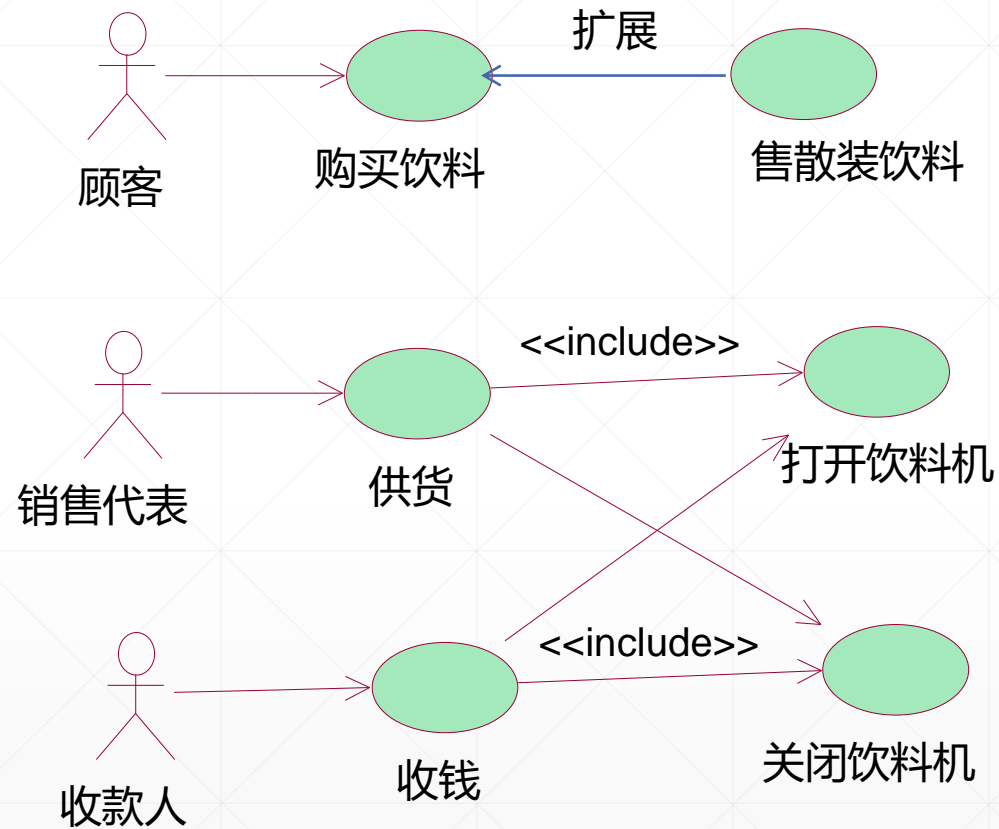 扩展
顾客
购买饮料
售散装饮料
<<include>>
销售代表
供货
打开饮料机
<<include>>
收款人
收钱
关闭饮料机